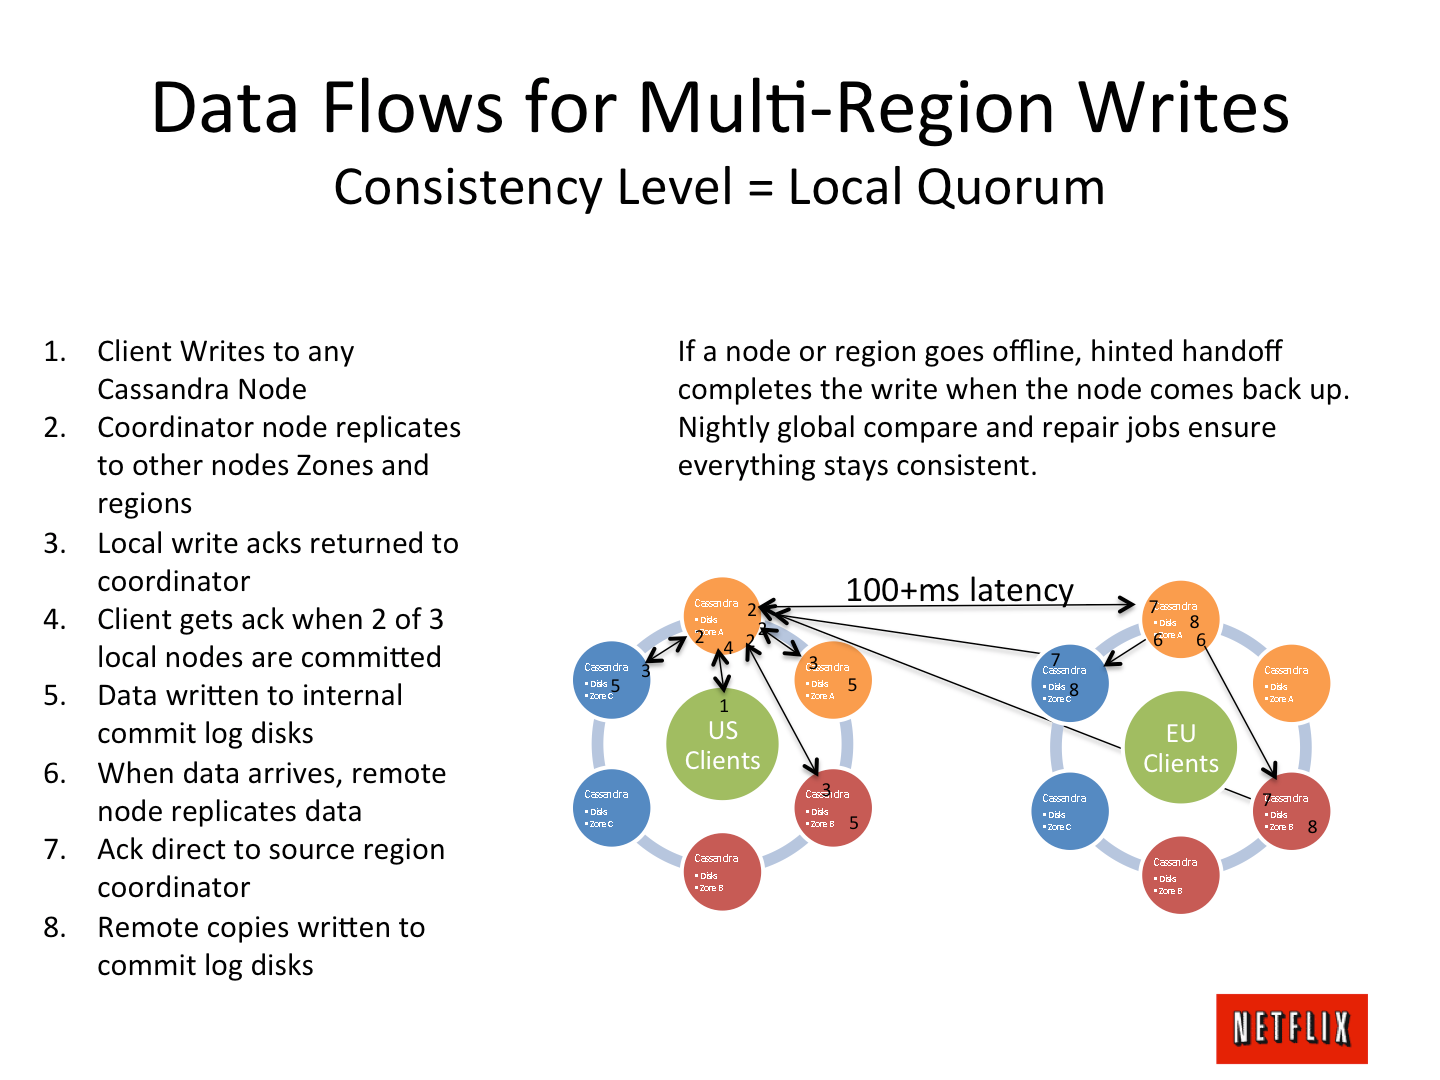 Data Flows for Multi-Region Writes
Consistency Level = Local Quorum
1. Client Writes to any
Cassandra Node
2. Coordinator node replicates
to other nodes Zones and
regions
3. Local write acks returned to
coordinator
4. Client gets ack when 2 of 3
local nodes are committed
5. Data written to internal
commit log disks
6. When data arrives, remote
node replicates data
7. Ack direct to source region
coordinator
8. Remote copies written to
commit log disks
If a node or region goes offline, hinted handoff
completes the write when the node comes back up.
Nightly global compare and repair jobs ensure
everything stays consistent.
100+ms latency
Cassandra
• Disks
• Zone A
2
2
2
2
4
Cassandra
• Disks
• Zone C
3
5
Cassandra
• Disks
• Zone A
3
5
1
US
Clients
Cassandra
• Disks
• Zone C
Cassandra
• Disks
• Zone B
3
5
Cassandra
• Disks
• Zone B
Cassandra
• Disks
• Zone A
7
8
6
6
Cassandra
• Disks
• Zone C
7
8
Cassandra
• Disks
• Zone A
EU
Clients
Cassandra
• Disks
• Zone C
Cassandra
• Disks
• Zone B
7
8
Cassandra
• Disks
• Zone B
NETFLIX